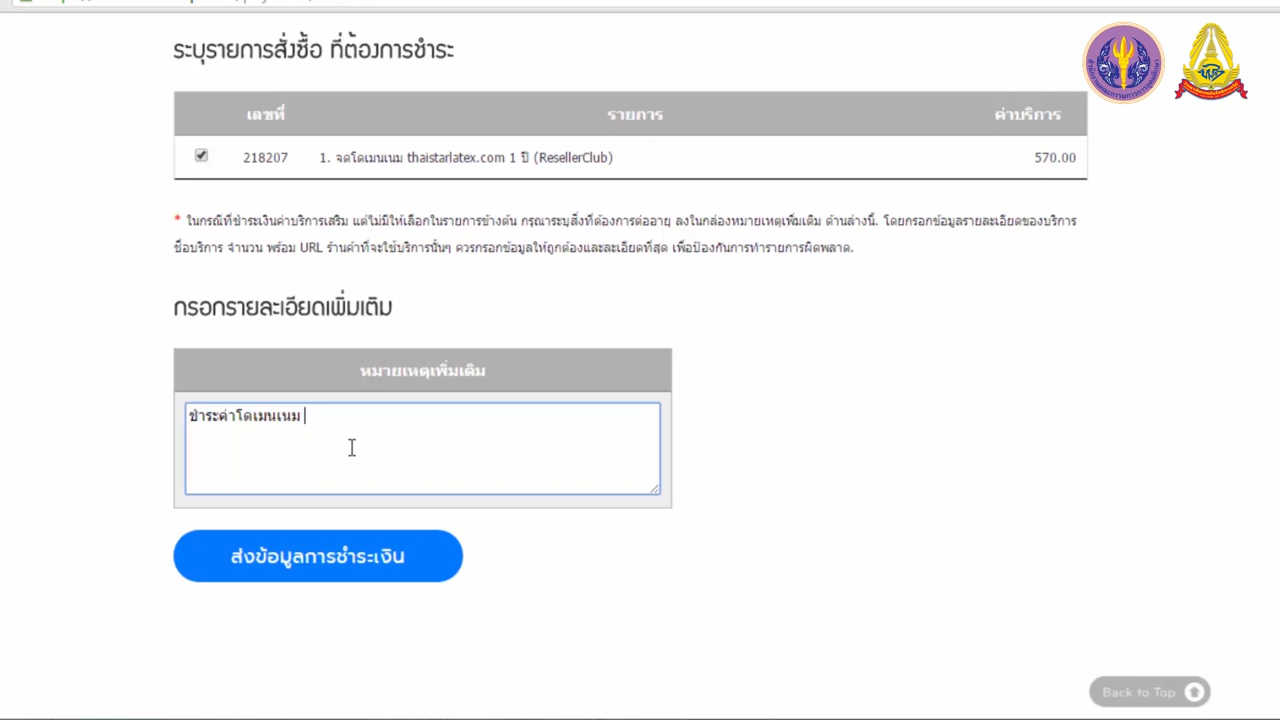 ระบุรายการสั่งซื้อ ที่ต้องการชำระ
เลขที่ รายการ ค่าบริการ
218207 1. จดโดเมนเนม thaistarlatex.com 1 ปี (ResellerClub) 570.00
* ในกรณีที่ชำระเงินค่าบริการเสริม แต่ไม่มีให้เลือกในรายการข้างต้น กรุณาระบุสิ่งที่ต้องการต่ออายุ ลงในกล่องหมายเหตุเพิ่มเติม ด้านล่างนี้. โดยกรอกข้อมูลรายละเอียดของบริการ
ชื่อบริการ จำนวน พร้อม URL ร้านค้าที่จะใช้บริการนั้นๆ ควรกรอกข้อมูลให้ถูกต้องและละเอียดที่สุด เพื่อป้องกันการทำรายการผิดพลาด.
กรอกรายละเอียดเพิ่มเติม
หมายเหตุเพิ่มเติม
ชำระค่าโดเมนเนม
ส่งข้อมูลการชำระเงิน
Back to Top